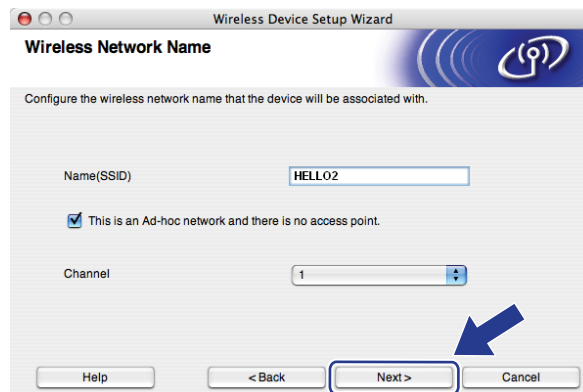 Wireless Device Setup Wizard
Wireless Network Name
Configure the wireless network name that the device will be associated with.
Name(SSID) HELLO2
This is an Ad-hoc network and there is no access point.
Channel 1
Help <Back Next> Cancel